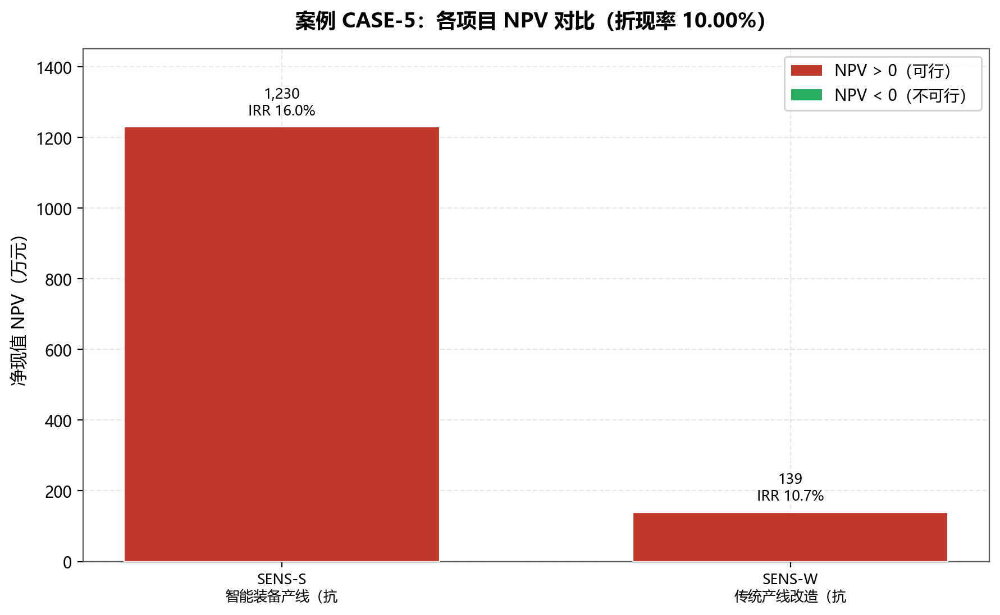 案例 CASE-5：各项目 NPV 对比（折现率 10.00%）
净现值 NPV（万元）
1400
1200
1000
800
600
400
200
0
NPV > 0（可行）
NPV < 0（不可行）
1,230
IRR 16.0%
139
IRR 10.7%
SENS-S
智能装备产线（抗
SENS-W
传统产线改造（抗